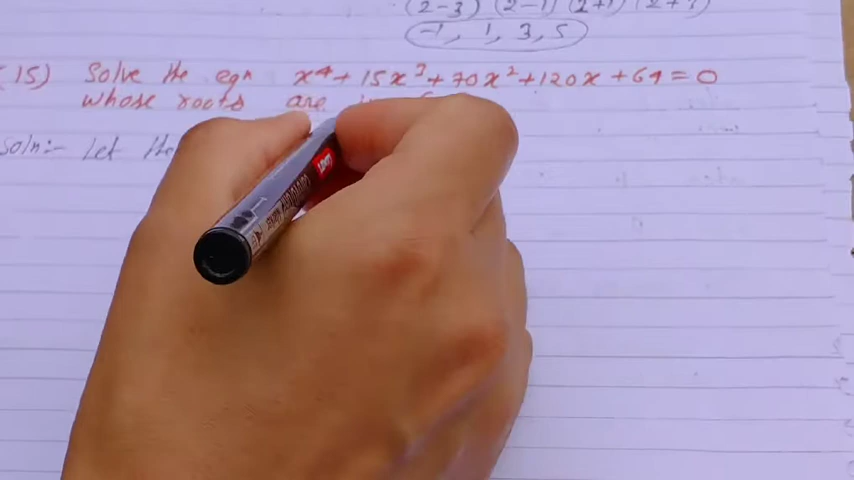 (2-3) (2-1) (2+1) (2+3)
-1, 1, 3, 5
(15) Solve the eqn x⁴+15x³+70x²+120x+64=0
whose roots are in
Soln:- Let the